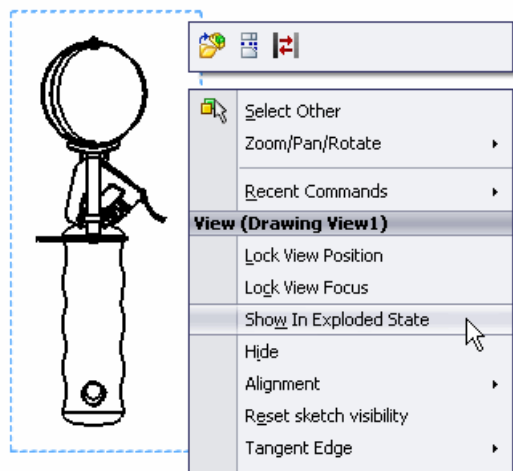 Select Other
Zoom/Pan/Rotate
Recent Commands
View (Drawing View1)
Lock View Position
Lock View Focus
Show In Exploded State
Hide
Alignment
Reset sketch visibility
Tangent Edge